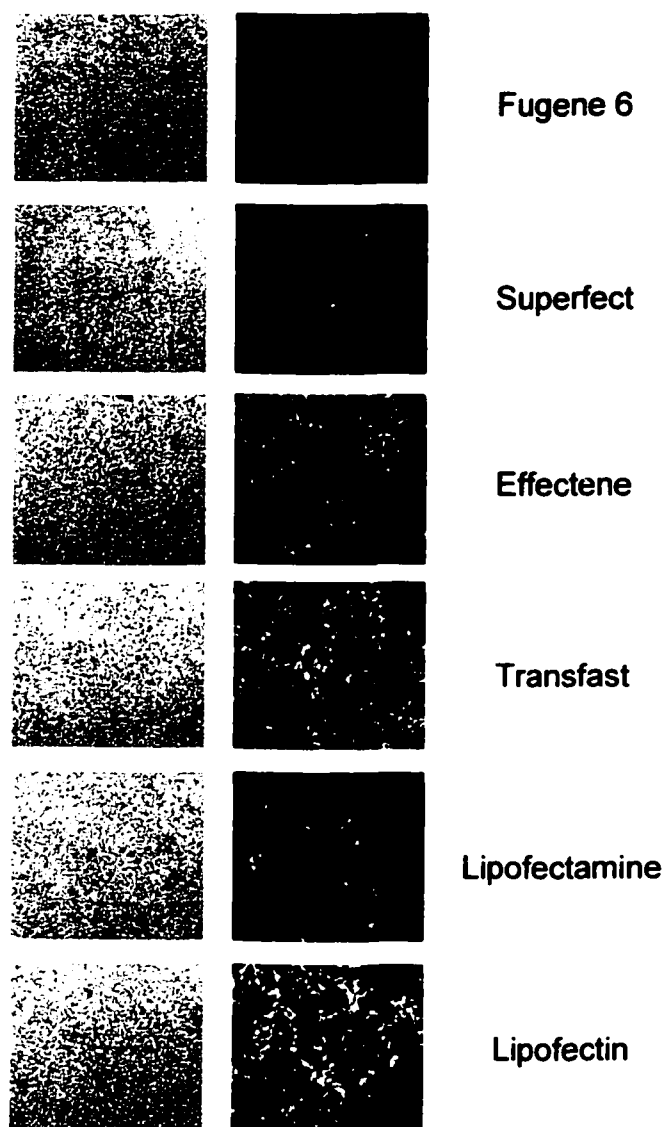 Fugene 6
Superfect
Effectene
Transfast
Lipofectamine
Lipofectin